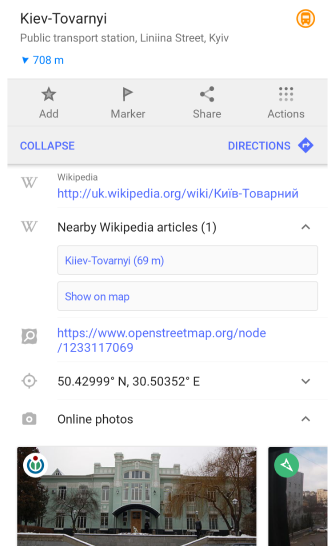 Kiev-Tovarnyi
Public transport station, Liniina Street, Kyiv
708 m
Add
Marker
Share
Actions
COLLAPSE
DIRECTIONS
Wikipedia
http://uk.wikipedia.org/wiki/Київ-Товарний
Nearby Wikipedia articles (1)
Kiiev-Tovarnyi (69 m)
Show on map
https://www.openstreetmap.org/node
/1233117069
50.42999° N, 30.50352° E
Online photos